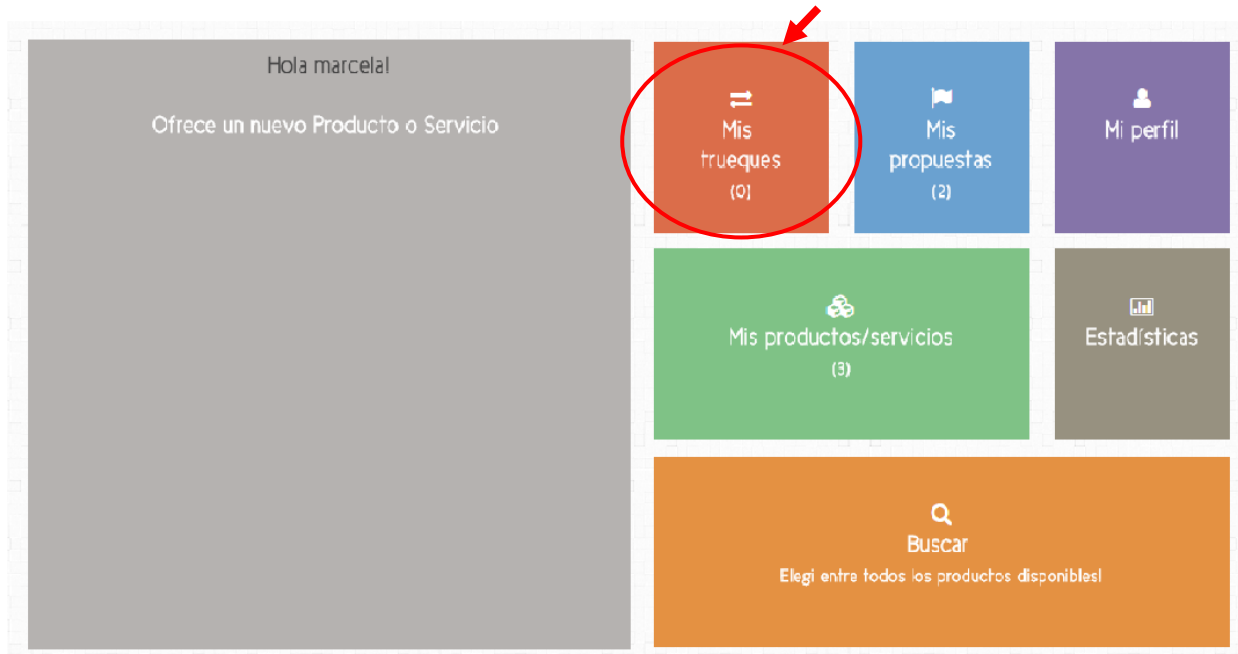 Hola marcela!
Ofrece un nuevo Producto o Servicio
Mis
trueques
(0)
Mis
propuestas
(2)
Mi perfil
Mis productos/servicios
(3)
Estadísticas
Buscar
Elegi entre todos los productos disponibles!